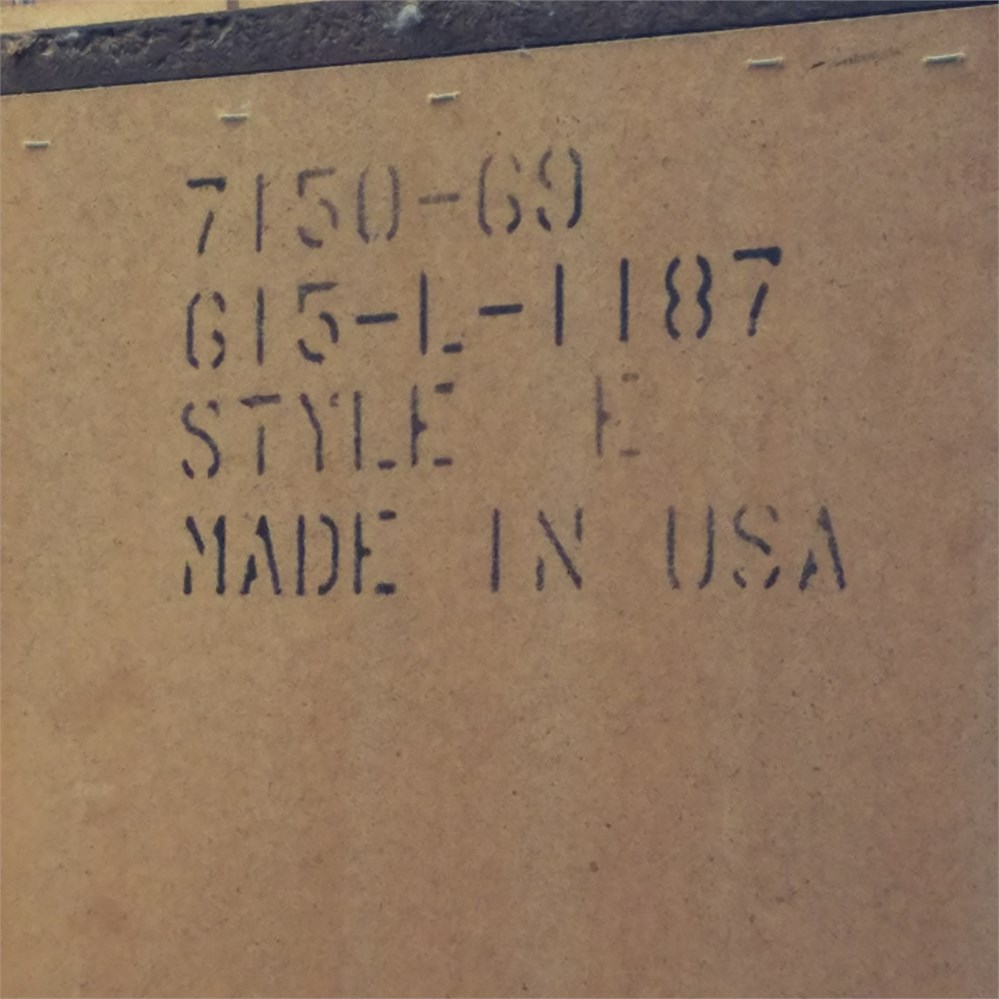 7150-69
615-L-1187
STYLE E
MADE IN USA